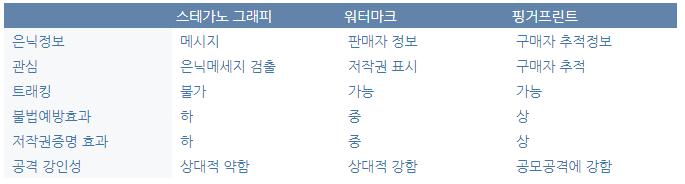 스테가노 그래피 워터마크 핑거프린트
은닉정보 메시지 판매자 정보 구매자 추적정보
관심 은닉메세지 검출 저작권 표시 구매자 추적
트래킹 불가 가능 가능
불법예방효과 하 중 상
저작권증명 효과 하 중 상
공격 강인성 상대적 약함 상대적 강함 공모공격에 강함